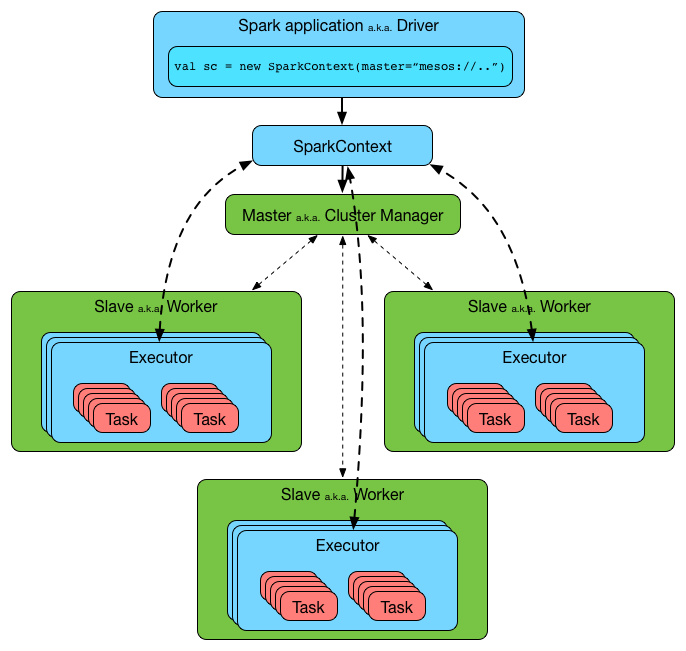 Spark application a.k.a. Driver
val sc = new SparkContext(master=“mesos://..”)
SparkContext
Master a.k.a. Cluster Manager
Slave a.k.a. Worker
Executor
Task
Task
Slave a.k.a. Worker
Executor
Task
Task
Slave a.k.a. Worker
Executor
Task
Task